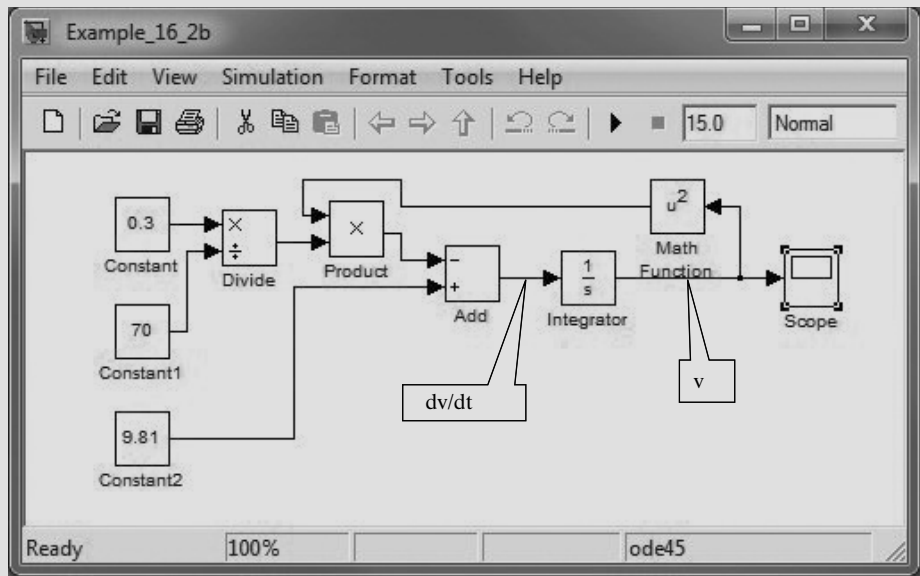 Example_16_2b
File Edit View Simulation Format Tools Help
15.0 Normal
0.3
Constant
×
÷
Divide
×
Product
u2
Math
Function
−
+
Add
1
s
Integrator
Scope
70
Constant1
dv/dt
v
9.81
Constant2
Ready 100% ode45